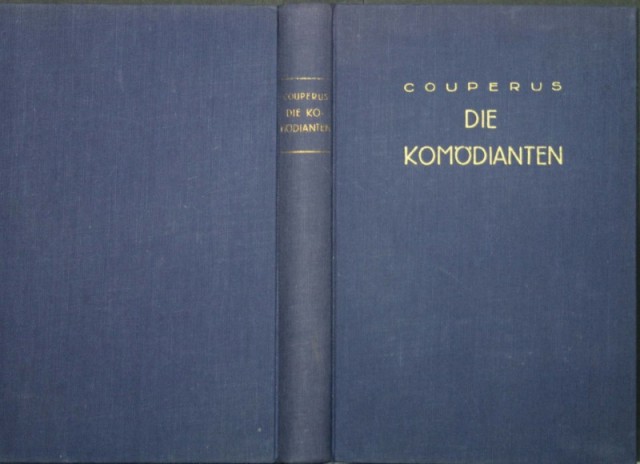 COUPERUS
DIE KO-
MÖDIANTEN
COUPERUS
DIE
KOMÖDIANTEN